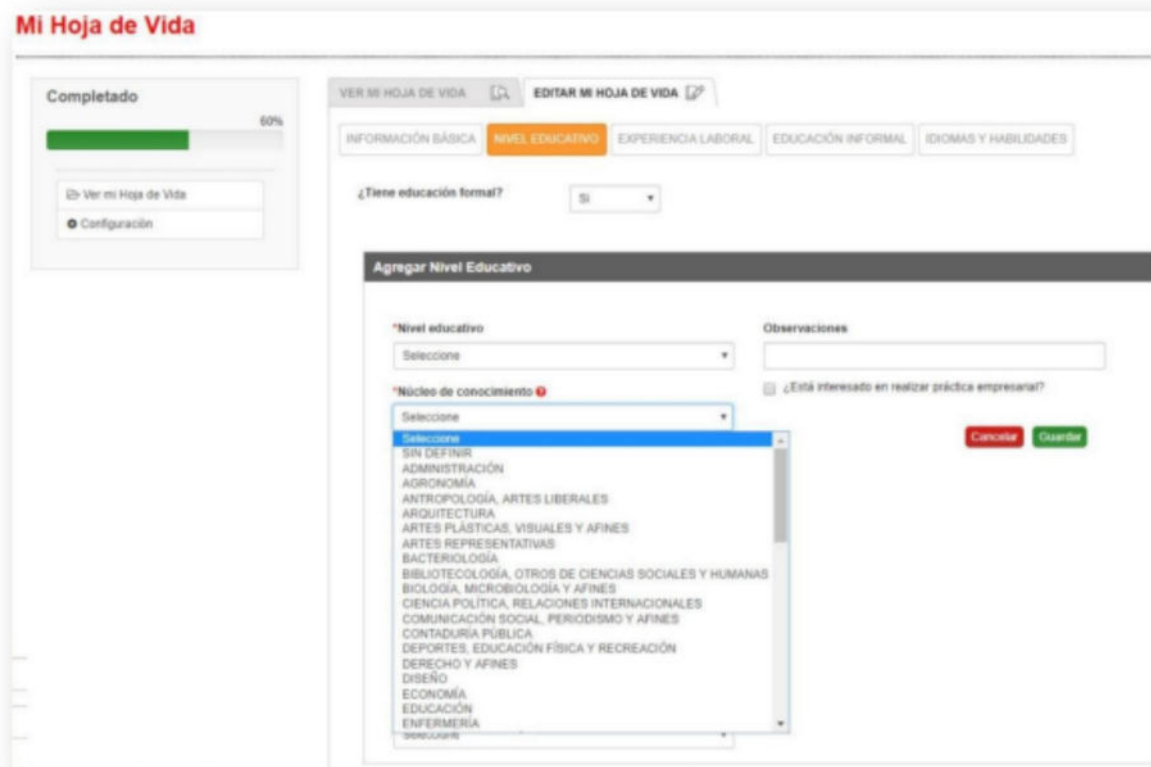 Mi Hoja de Vida
Completado
60%
Ver mi Hoja de Vida
Configuración
VER MI HOJA DE VIDA
EDITAR MI HOJA DE VIDA
INFORMACIÓN BÁSICA
NIVEL EDUCATIVO
EXPERIENCIA LABORAL
EDUCACIÓN INFORMAL
IDIOMAS Y HABILIDADES
¿Tiene educación formal?
Si
Agregar Nivel Educativo
*Nivel educativo
Seleccione
Observaciones
¿Está interesado en realizar práctica empresarial?
*Núcleo de conocimiento
Seleccione
Cancelar
Guardar
Seleccione
SIN DEFINIR
ADMINISTRACIÓN
AGRONOMÍA
ANTROPOLOGÍA, ARTES LIBERALES
ARQUITECTURA
ARTES PLÁSTICAS, VISUALES Y AFINES
ARTES REPRESENTATIVAS
BACTERIOLOGÍA
BIBLIOTECOLOGÍA, OTROS DE CIENCIAS SOCIALES Y HUMANAS
BIOLOGÍA, MICROBIOLOGÍA Y AFINES
CIENCIA POLÍTICA, RELACIONES INTERNACIONALES
COMUNICACIÓN SOCIAL, PERIODISMO Y AFINES
CONTADURÍA PÚBLICA
DEPORTES, EDUCACIÓN FÍSICA Y RECREACIÓN
DERECHO Y AFINES
DISEÑO
ECONOMÍA
EDUCACIÓN
ENFERMERÍA
Seleccione